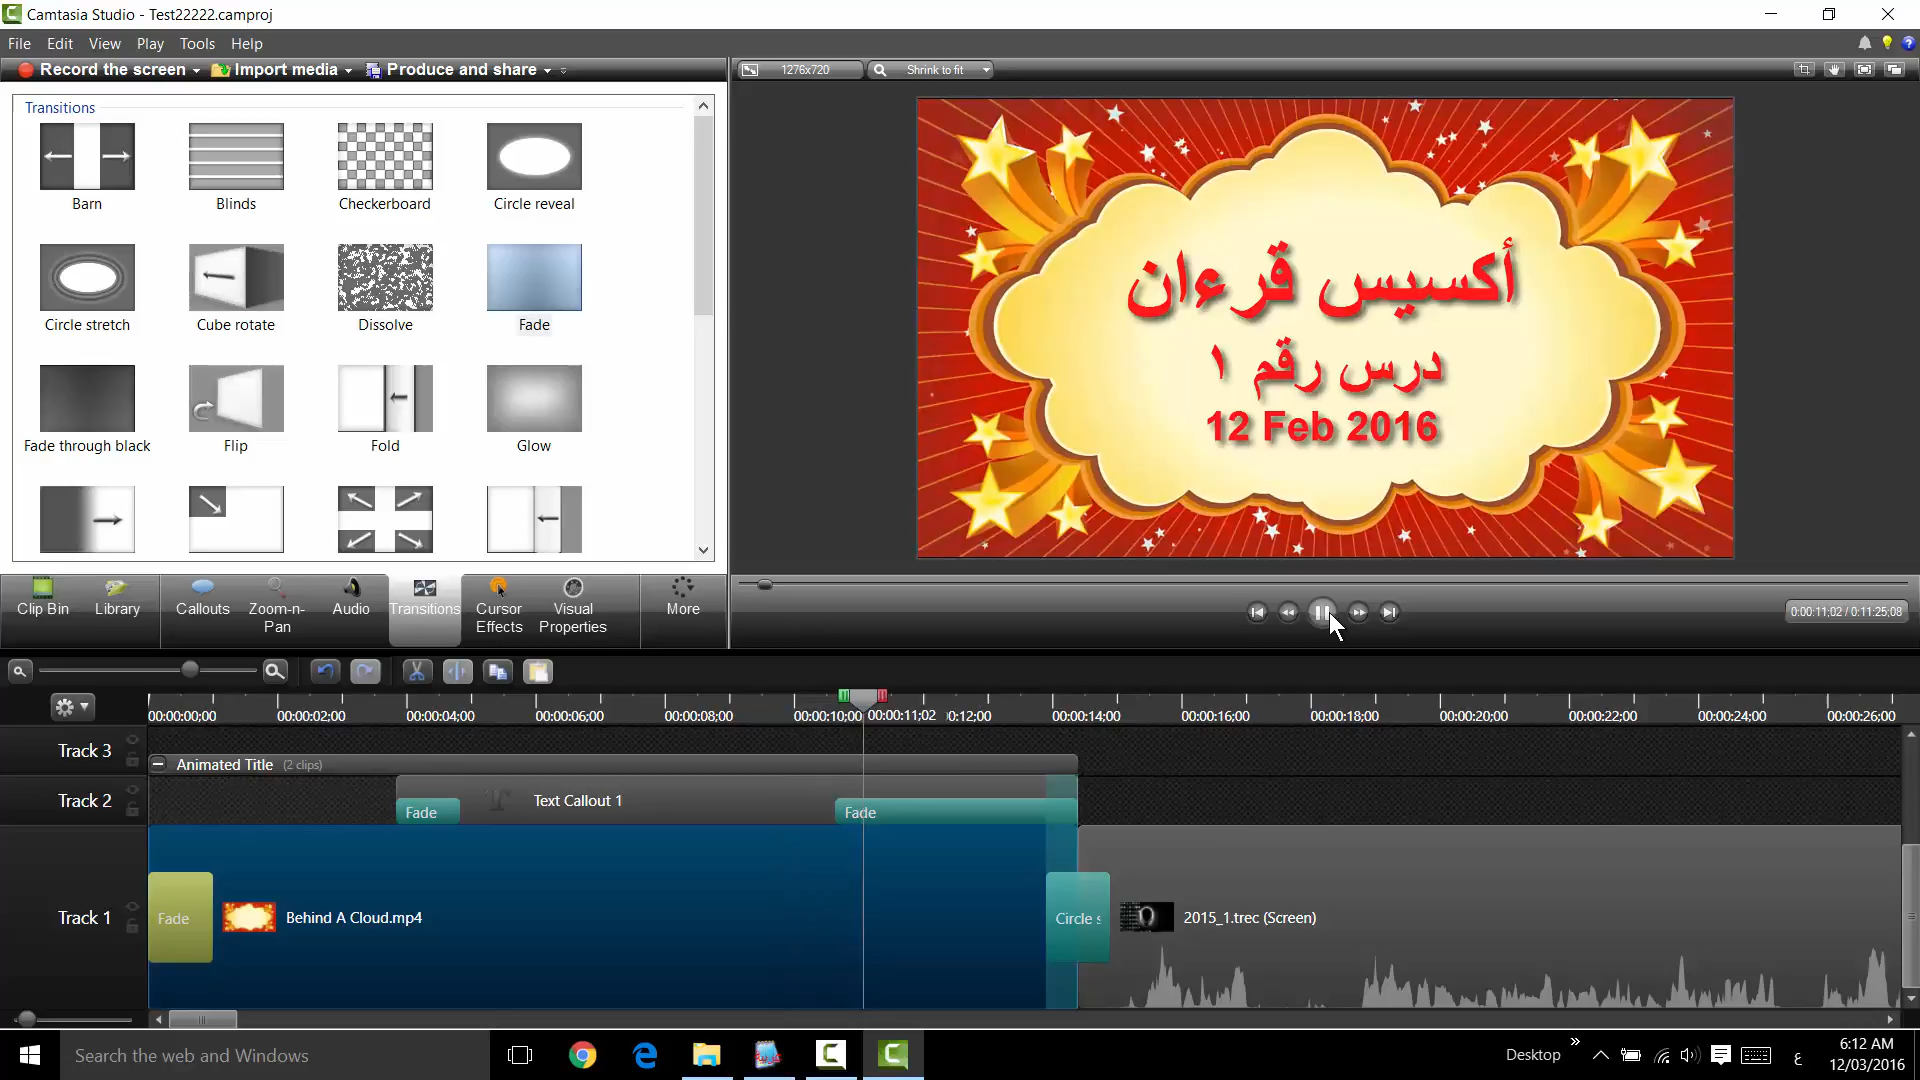 Camtasia Studio - Test22222.camproj
File Edit View Play Tools Help
Record the screen Import media Produce and share
1276x720 Shrink to fit
Transitions
Barn Blinds Checkerboard Circle reveal
Circle stretch Cube rotate Dissolve Fade
Fade through black Flip Fold Glow
أكسيس قرءان
درس رقم ١
12 Feb 2016
Clip Bin Library Callouts Zoom-n-Pan Audio Transitions Cursor Effects Visual Properties More
0:00:11;02 / 0:11:25;08
00:00:00;00 00:00:02;00 00:00:04;00 00:00:06;00 00:00:08;00 00:00:10;00 00:00:11;02 0:12;00 00:00:14;00 00:00:16;00 00:00:18;00 00:00:20;00 00:00:22;00 00:00:24;00 00:00:26;00
Track 3
Animated Title (2 clips)
Track 2 Fade Text Callout 1 Fade
Track 1 Fade Behind A Cloud.mp4 Circle s 2015_1.trec (Screen)
Search the web and Windows
Desktop ع 6:12 AM
12/03/2016